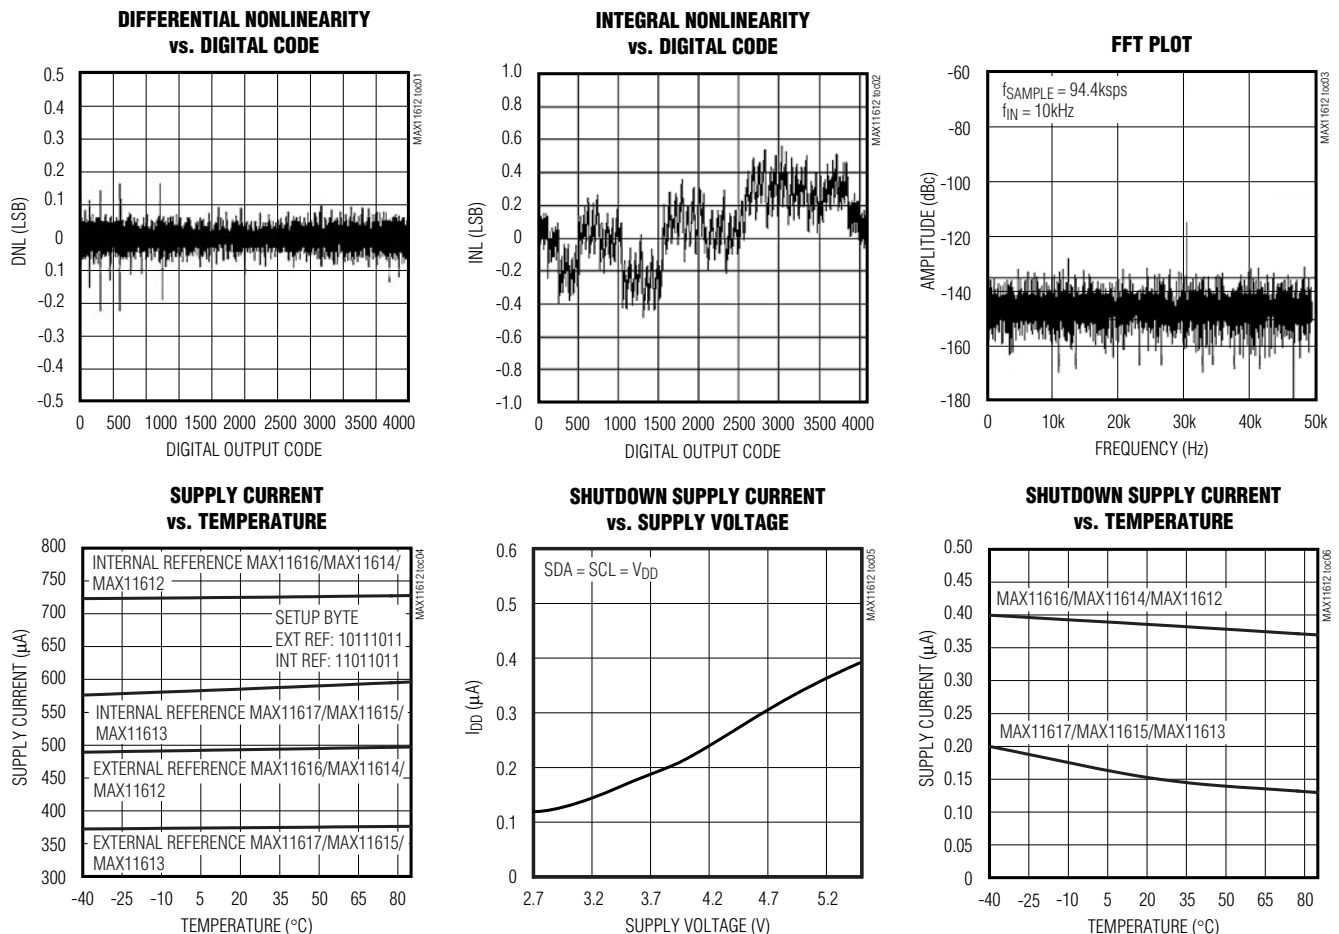 DIFFERENTIAL NONLINEARITY
vs. DIGITAL CODE
MAX11612 toc01
DNL (LSB)
0.5
0.4
0.3
0.2
0.1
0
0.1
-0.2
-0.3
-0.4
-0.5
0 500 1000 1500 2000 2500 3000 3500 4000
DIGITAL OUTPUT CODE
INTEGRAL NONLINEARITY
vs. DIGITAL CODE
MAX11612 toc02
INL (LSB)
1.0
0.8
0.6
0.4
0.2
0
-0.2
-0.4
-0.6
-0.8
-1.0
0 500 1000 1500 2000 2500 3000 3500 4000
DIGITAL OUTPUT CODE
FFT PLOT
MAX11612 toc03
fSAMPLE = 94.4ksps
fIN = 10kHz
AMPLITUDE (dBc)
-60
-80
-100
-120
-140
-160
-180
0 10k 20k 30k 40k 50k
FREQUENCY (Hz)
SUPPLY CURRENT
vs. TEMPERATURE
MAX11612 toc04
SUPPLY CURRENT (μA)
800
750
700
650
600
550
500
450
400
350
300
INTERNAL REFERENCE MAX11616/MAX11614/
MAX11612
SETUP BYTE
EXT REF: 10111011
INT REF: 11011011
INTERNAL REFERENCE MAX11617/MAX11615/
MAX11613
EXTERNAL REFERENCE MAX11616/MAX11614/
MAX11612
EXTERNAL REFERENCE MAX11617/MAX11615/
MAX11613
-40 -25 -10 5 20 35 50 65 80
TEMPERATURE (°C)
SHUTDOWN SUPPLY CURRENT
vs. SUPPLY VOLTAGE
MAX11612 toc05
SDA = SCL = VDD
IDD (μA)
0.6
0.5
0.4
0.3
0.2
0.1
0
2.7 3.2 3.7 4.2 4.7 5.2
SUPPLY VOLTAGE (V)
SHUTDOWN SUPPLY CURRENT
vs. TEMPERATURE
MAX11612 toc06
SUPPLY CURRENT (μA)
0.50
0.45
0.40
0.35
0.30
0.25
0.20
0.15
0.10
0.05
0
MAX11616/MAX11614/MAX11612
MAX11617/MAX11615/MAX11613
-40 -25 -10 5 20 35 50 65 80
TEMPERATURE (°C)